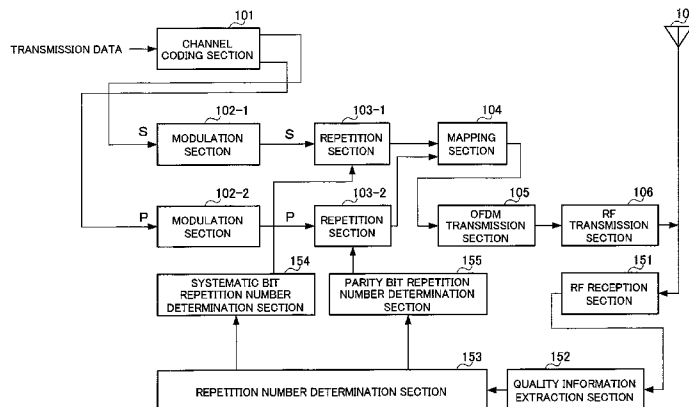 101
10
TRANSMISSION DATA
CHANNEL
CODING SECTION
102-1
103-1
104
S
MODULATION
SECTION
S
REPETITION
SECTION
MAPPING
SECTION
102-2
103-2
105
106
P
MODULATION
SECTION
P
REPETITION
SECTION
OFDM
TRANSMISSION
SECTION
RF
TRANSMISSION
SECTION
154
155
151
SYSTEMATIC BIT
REPETITION NUMBER
DETERMINATION SECTION
PARITY BIT REPETITION
NUMBER DETERMINATION
SECTION
RF RECEPTION
SECTION
153
152
REPETITION NUMBER DETERMINATION SECTION
QUALITY INFORMATION
EXTRACTION SECTION